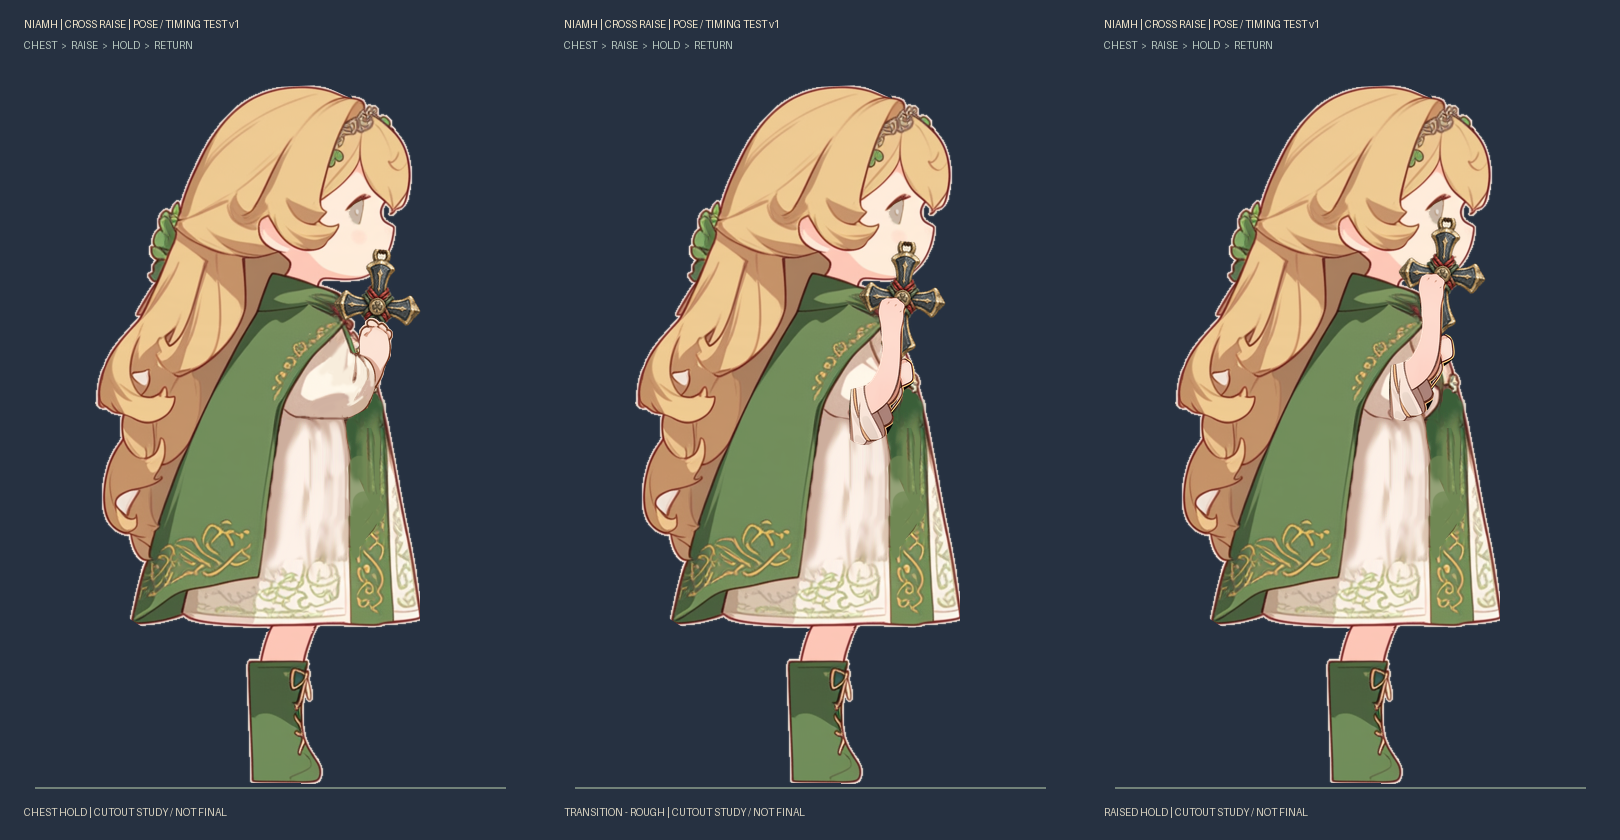 NIAMH | CROSS RAISE | POSE / TIMING TEST v1
CHEST > RAISE > HOLD > RETURN
CHEST HOLD | CUTOUT STUDY / NOT FINAL
NIAMH | CROSS RAISE | POSE / TIMING TEST v1
CHEST > RAISE > HOLD > RETURN
TRANSITION - ROUGH | CUTOUT STUDY / NOT FINAL
NIAMH | CROSS RAISE | POSE / TIMING TEST v1
CHEST > RAISE > HOLD > RETURN
RAISED HOLD | CUTOUT STUDY / NOT FINAL